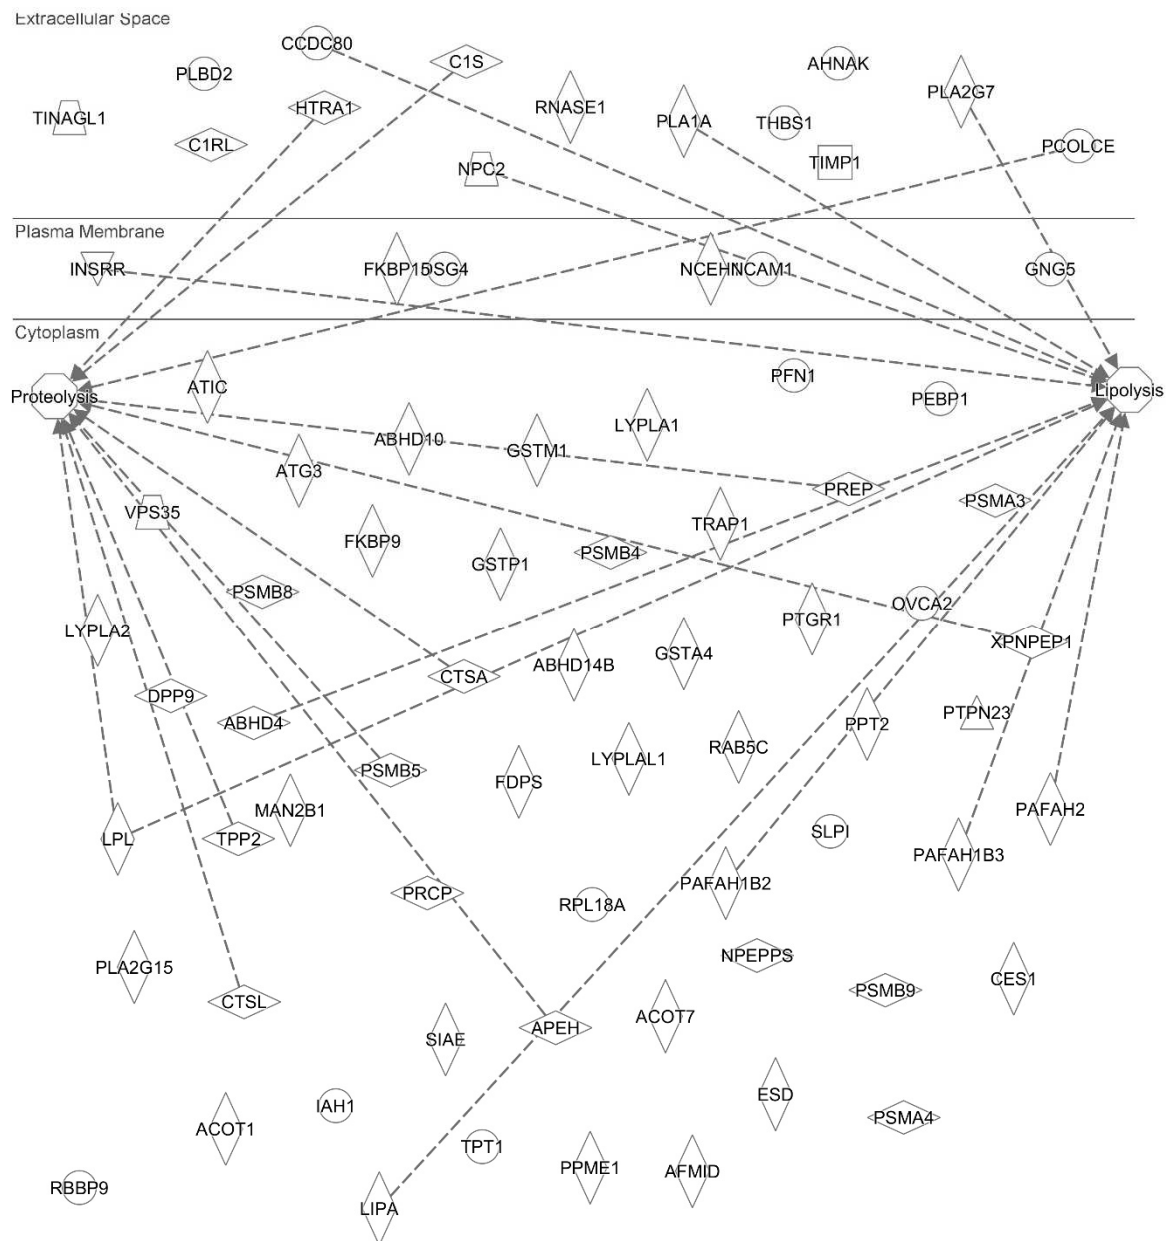 Extracellular Space
CCDC80
C1S
AHNAK
PLBD2
PLA2G7
HTRA1
RNASE1
TINAGL1
PLA1A
THBS1
C1RL
PCOLCE
TIMP1
NPC2
Plasma Membrane
INSRR
FKBP15
DSG4
NCEH1
NCAM1
GNG5
Cytoplasm
PFN1
ATIC
Proteolysis
Lipolysis
PEBP1
LYPLA1
ABHD10
GSTM1
ATG3
PREP
PSMA3
VPS35
TRAP1
FKBP9
PSMB4
GSTP1
PSMB8
OVCA2
PTGR1
LYPLA2
XPNPEP1
GSTA4
ABHD14B
CTSA
DPP9
PTPN23
ABHD4
PPT2
RAB5C
LYPLAL1
PSMB5
FDPS
MAN2B1
PAFAH2
SLPI
LPL
TPP2
PAFAH1B3
PAFAH1B2
PRCP
RPL18A
NPEPPS
PLA2G15
CES1
PSMB9
CTSL
ACOT7
APEH
SIAE
ESD
IAH1
PSMA4
ACOT1
TPT1
PPME1
AFMID
RBBP9
LIPA